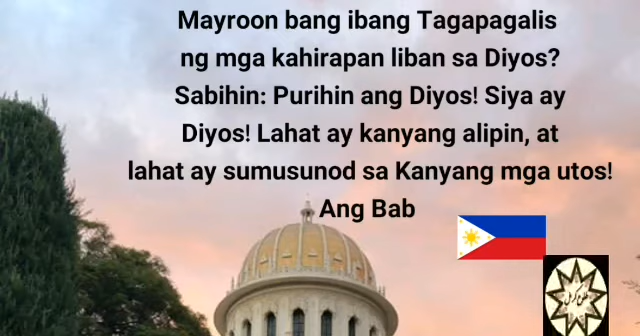 Mayroon bang ibang Tagapagalis
ng mga kahirapan liban sa Diyos?
Sabihin: Purihin ang Diyos! Siya ay
Diyos! Lahat ay kanyang alipin, at
lahat ay sumusunod sa Kanyang mga utos!
Ang Bab